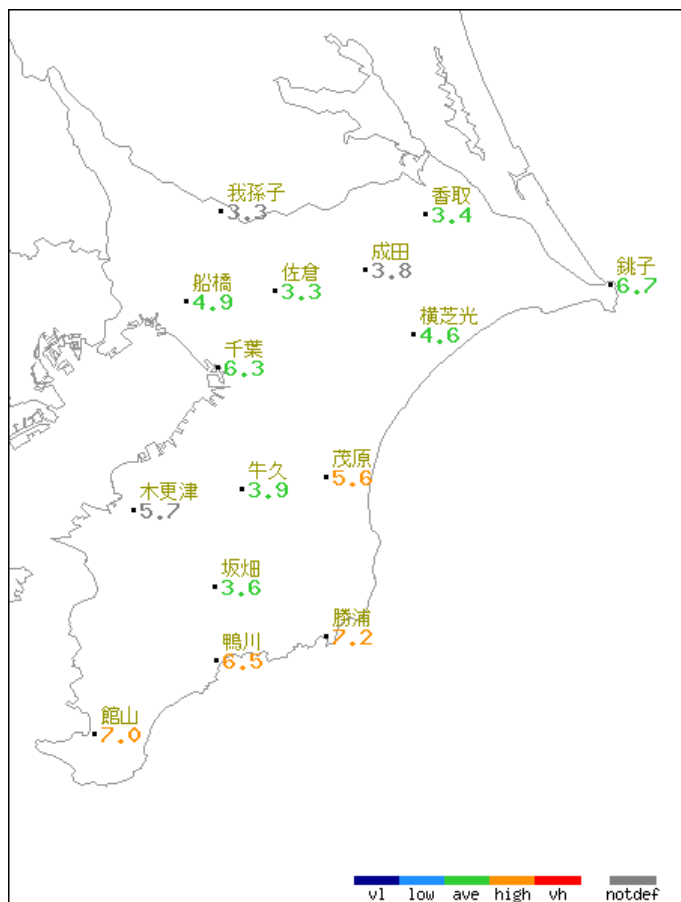 我孫子
3.3
香取
3.4
成田
3.8
佐倉
3.3
船橋
4.9
銚子
6.7
横芝光
4.6
千葉
6.3
茂原
5.6
牛久
3.9
木更津
5.7
坂畑
3.6
勝浦
7.2
鴨川
6.5
館山
7.0
vl low ave high vh notdef